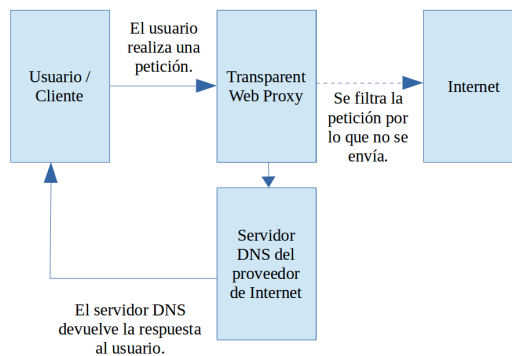 El usuario
realiza una
petición.
Usuario /
Cliente
Transparent
Web Proxy
Internet
Se filtra la
petición por
lo que no se
envía.
Servidor
DNS del
proveedor
de Internet
El servidor DNS
devuelve la respuesta
al usuario.